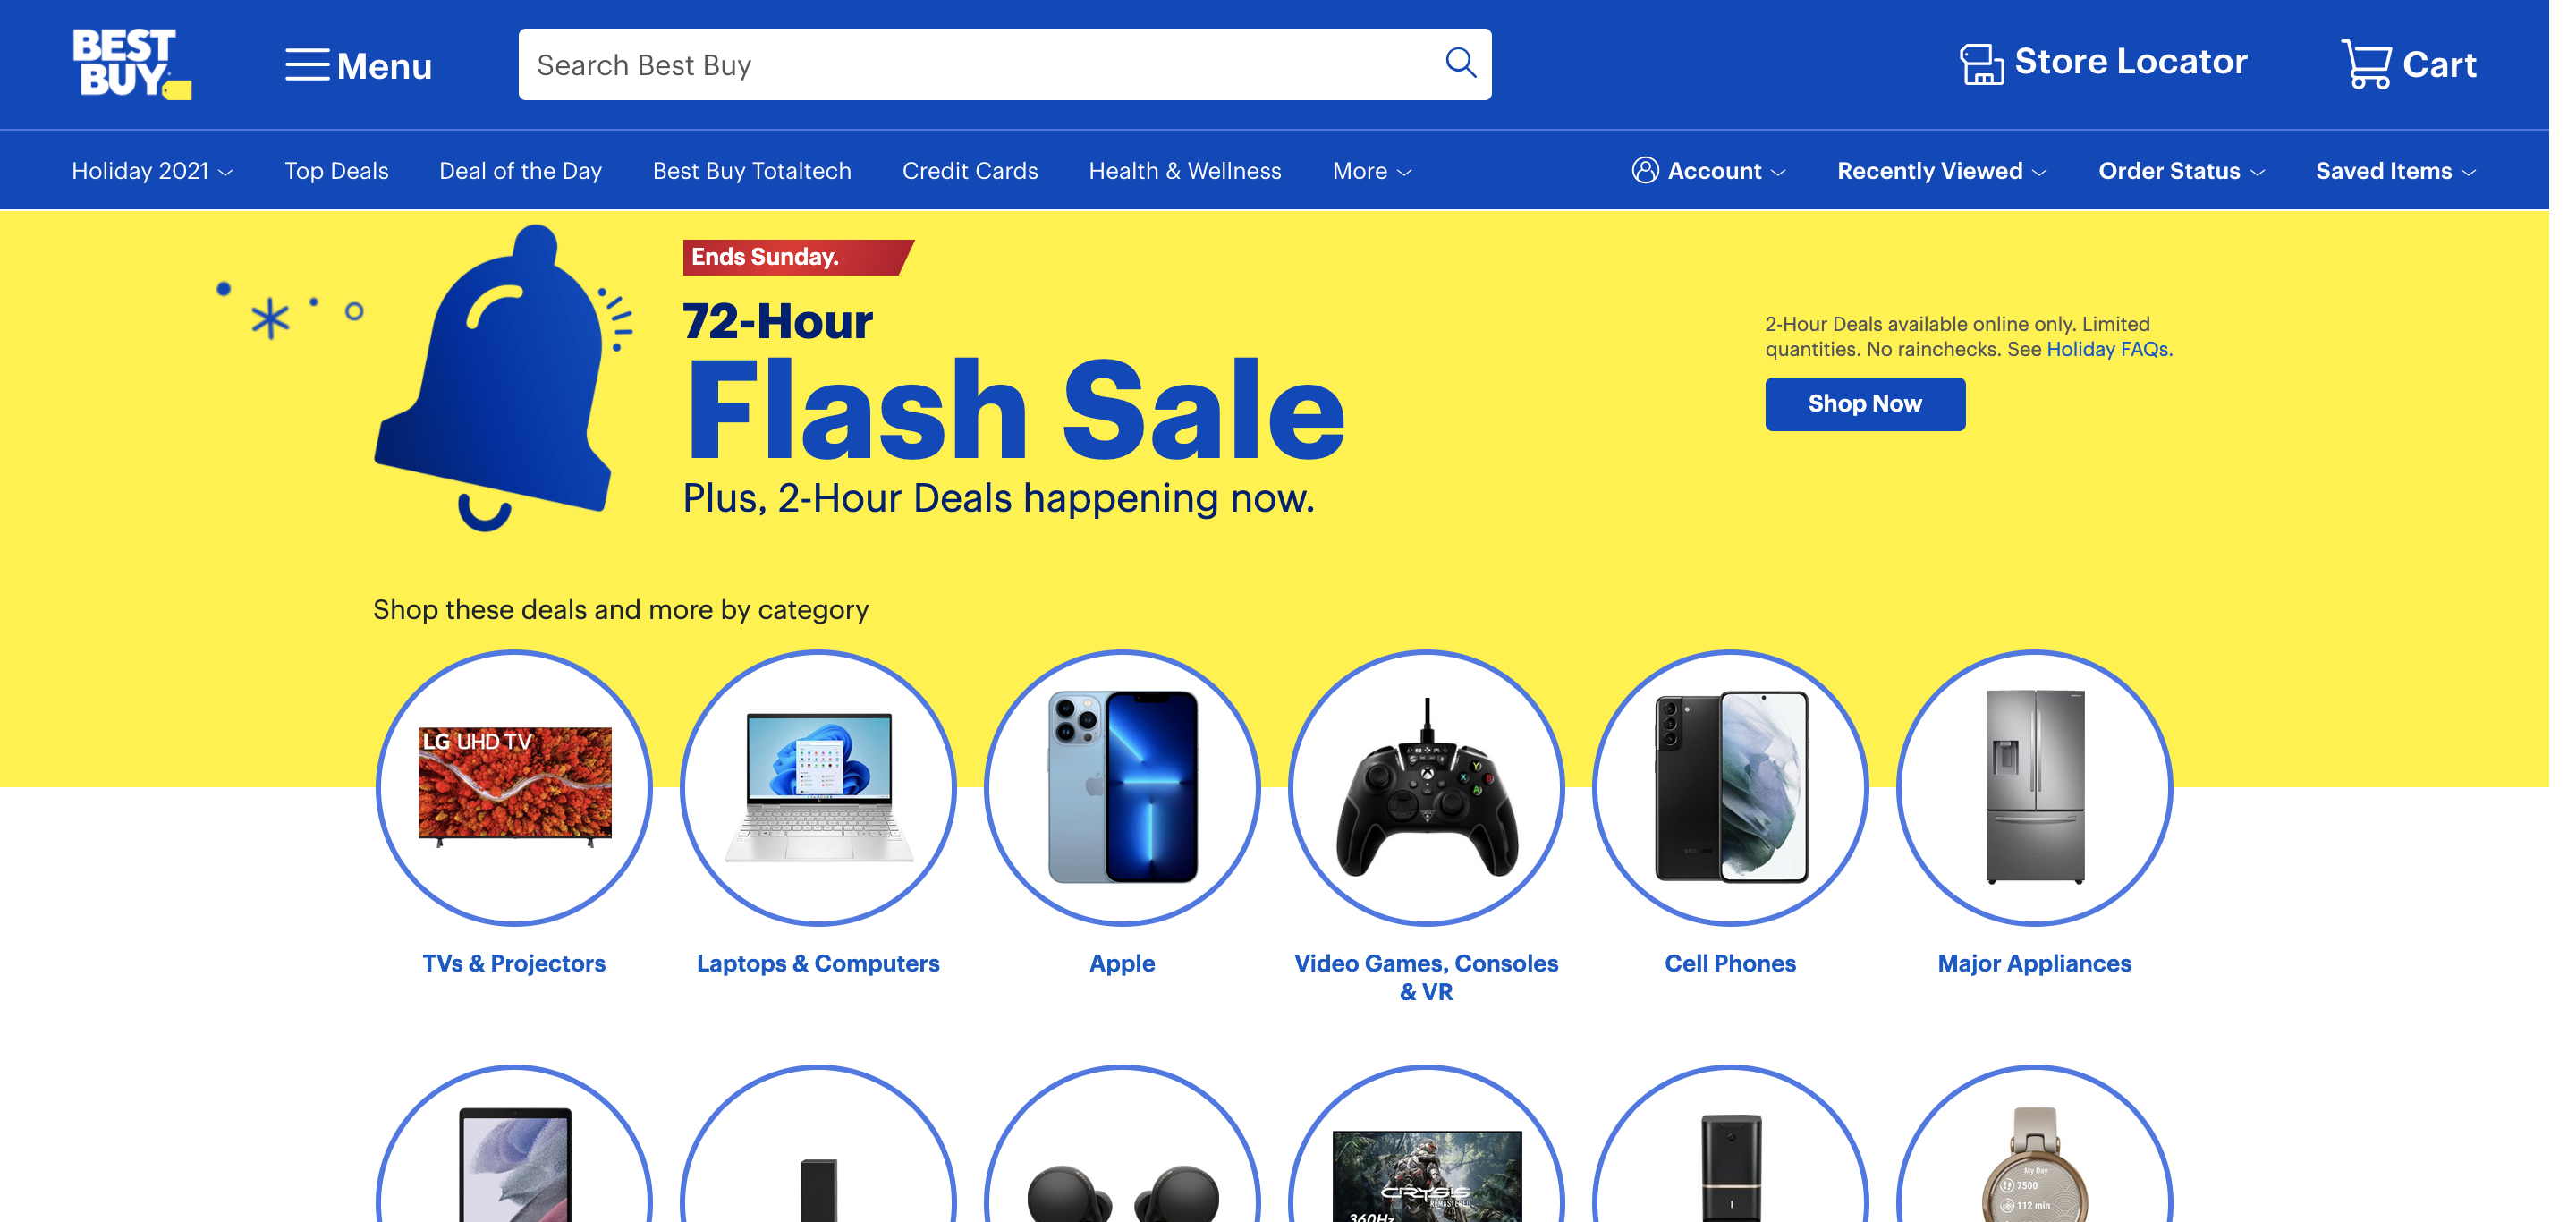 BEST
BUY
Menu
Search Best Buy
Store Locator
Cart
Holiday 2021
Top Deals
Deal of the Day
Best Buy Totaltech
Credit Cards
Health & Wellness
More
Account
Recently Viewed
Order Status
Saved Items
Ends Sunday.
72-Hour
Flash Sale
Plus, 2-Hour Deals happening now.
2-Hour Deals available online only. Limited
quantities. No rainchecks. See Holiday FAQs.
Shop Now
Shop these deals and more by category
LG UHD TV
X Y B A
SAMSUNG
TVs & Projectors
Laptops & Computers
Apple
Video Games, Consoles
& VR
Cell Phones
Major Appliances
CRYSIS
REMASTERED
360Hz
My Day
7500
112 min